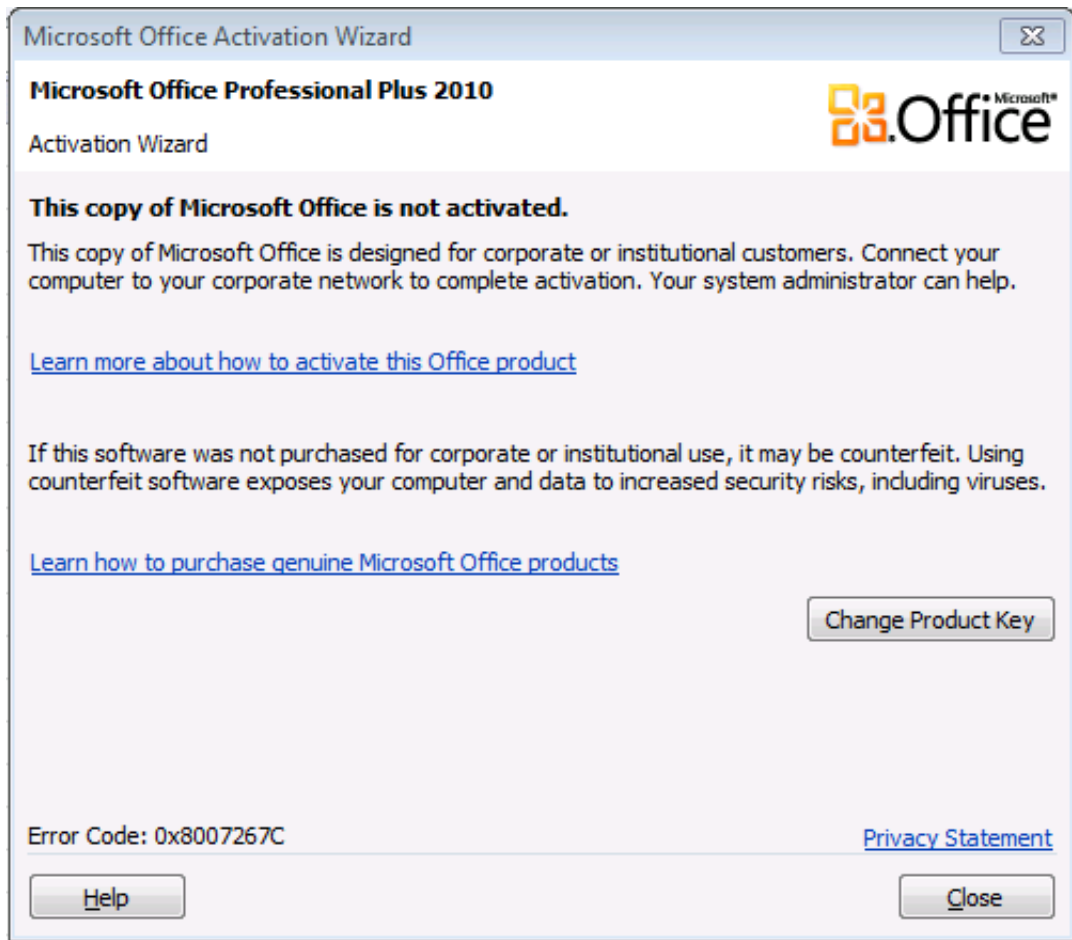 Microsoft Office Activation Wizard
Microsoft Office Professional Plus 2010
Microsoft®
Office
Activation Wizard
This copy of Microsoft Office is not activated.
This copy of Microsoft Office is designed for corporate or institutional customers. Connect your
computer to your corporate network to complete activation. Your system administrator can help.
Learn more about how to activate this Office product
If this software was not purchased for corporate or institutional use, it may be counterfeit. Using
counterfeit software exposes your computer and data to increased security risks, including viruses.
Learn how to purchase genuine Microsoft Office products
Change Product Key
Error Code: 0x8007267C
Privacy Statement
Help
Close